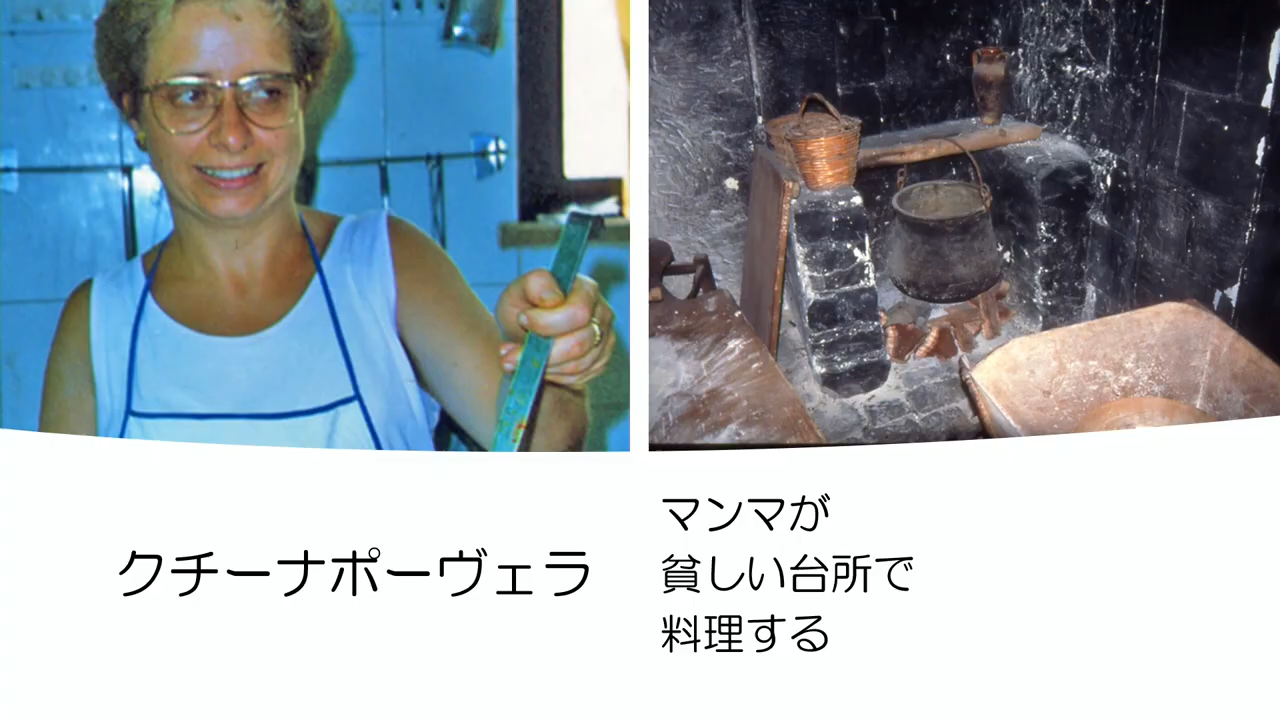 クチーナポーヴェラ
マンマが
貧しい台所で
料理する